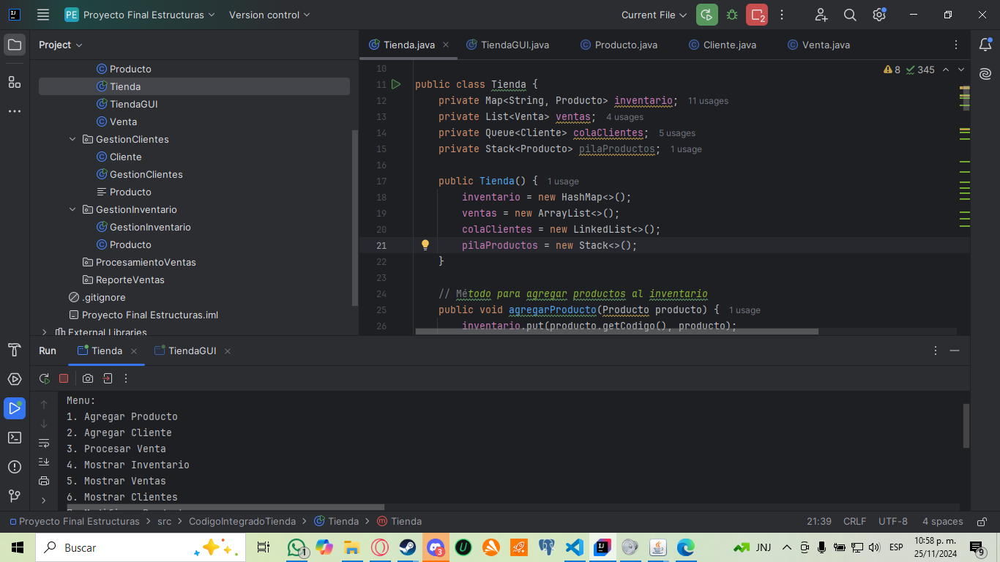 PE Proyecto Final Estructuras Version control Current File 2
Project
Producto
Tienda
TiendaGUI
Venta
GestionClientes
Cliente
GestionClientes
Producto
GestionInventario
GestionInventario
Producto
ProcesamientoVentas
ReporteVentas
.gitignore
Proyecto Final Estructuras.iml
External Libraries
Tienda.java TiendaGUI.java Producto.java Cliente.java Venta.java
8 345
10
11 public class Tienda {
12 private Map<String, Producto> inventario; 11 usages
13 private List<Venta> ventas; 4 usages
14 private Queue<Cliente> colaClientes; 5 usages
15 private Stack<Producto> pilaProductos; 1 usage
16
17 public Tienda() { 1 usage
18 inventario = new HashMap<>();
19 ventas = new ArrayList<>();
20 colaClientes = new LinkedList<>();
21 pilaProductos = new Stack<>();
22 }
23
24 // Método para agregar productos al inventario
25 public void agregarProducto(Producto producto) { 1 usage
26 inventario.put(producto.getCodigo(), producto);
Run Tienda TiendaGUI
Menu:
1. Agregar Producto
2. Agregar Cliente
3. Procesar Venta
4. Mostrar Inventario
5. Mostrar Ventas
6. Mostrar Clientes
Proyecto Final Estructuras > src > CodigoIntegradoTienda > Tienda > Tienda 21:39 CRLF UTF-8 4 spaces
Buscar 1 3 JNJ ESP 10:58 p. m. 25/11/2024 9